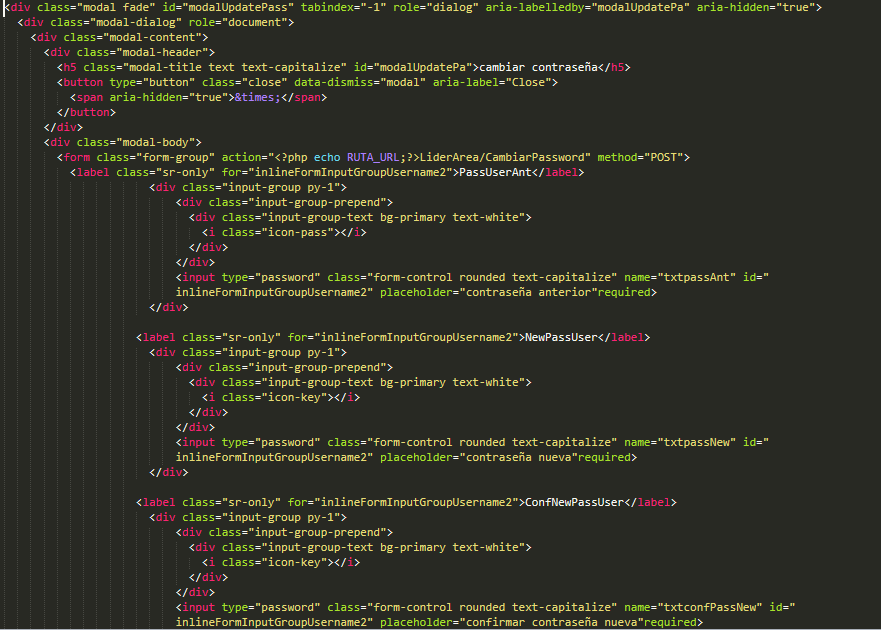 <div class="modal fade" id="modalUpdatePass" tabindex="-1" role="dialog" aria-labelledby="modalUpdatePa" aria-hidden="true">
<div class="modal-dialog" role="document">
<div class="modal-content">
<div class="modal-header">
<h5 class="modal-title text text-capitalize" id="modalUpdatePa">cambiar contraseña</h5>
<button type="button" class="close" data-dismiss="modal" aria-label="Close">
<span aria-hidden="true">&times;</span>
</button>
</div>
<div class="modal-body">
<form class="form-group" action="<?php echo RUTA_URL;?>LiderArea/CambiarPassword" method="POST">
<label class="sr-only" for="inlineFormInputGroupUsername2">PassUserAnt</label>
<div class="input-group py-1">
<div class="input-group-prepend">
<div class="input-group-text bg-primary text-white">
<i class="icon-pass"></i>
</div>
</div>
<input type="password" class="form-control rounded text-capitalize" name="txtpassAnt" id="
inlineFormInputGroupUsername2" placeholder="contraseña anterior"required>
</div>
<label class="sr-only" for="inlineFormInputGroupUsername2">NewPassUser</label>
<div class="input-group py-1">
<div class="input-group-prepend">
<div class="input-group-text bg-primary text-white">
<i class="icon-key"></i>
</div>
</div>
<input type="password" class="form-control rounded text-capitalize" name="txtpassNew" id="
inlineFormInputGroupUsername2" placeholder="contraseña nueva"required>
</div>
<label class="sr-only" for="inlineFormInputGroupUsername2">ConfNewPassUser</label>
<div class="input-group py-1">
<div class="input-group-prepend">
<div class="input-group-text bg-primary text-white">
<i class="icon-key"></i>
</div>
</div>
<input type="password" class="form-control rounded text-capitalize" name="txtconfPassNew" id="
inlineFormInputGroupUsername2" placeholder="confirmar contraseña nueva"required>